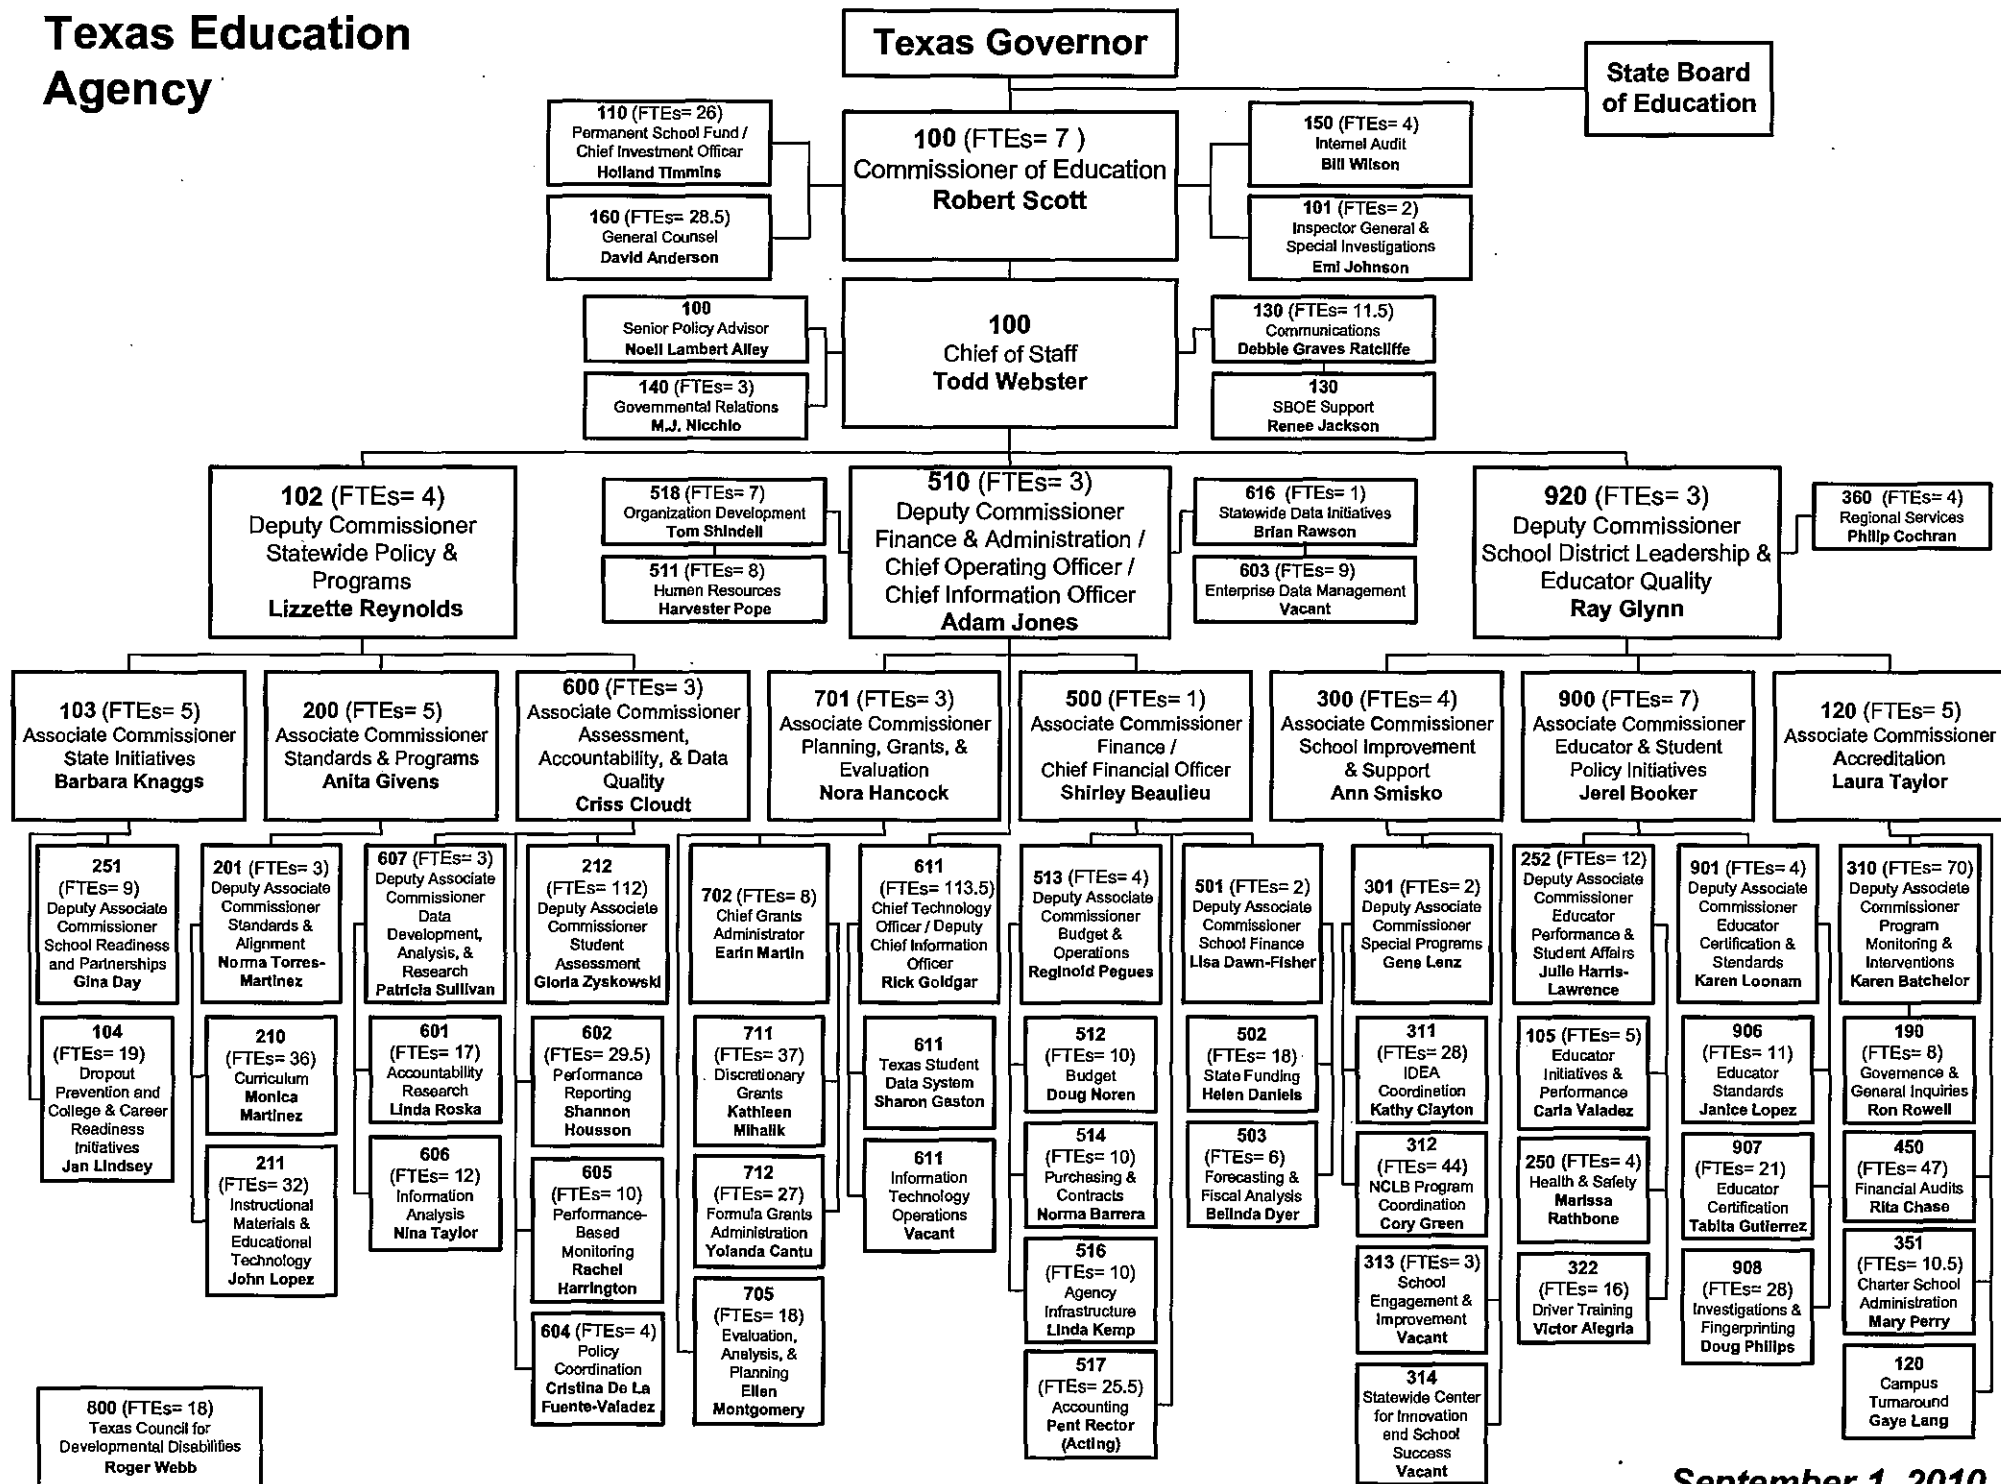 Texas Education
Agency
Texas Governor
State Board
of Education
110 (FTEs= 26)
Permanent School Fund /
Chief Investment Officar
Holland Timmins
160 (FTEs= 28.5)
General Counsel
David Anderson
100 (FTEs= 7 )
Commissioner of Education
Robert Scott
150 (FTEs= 4)
Internel Audit
Bill Wilson
101 (FTEs= 2)
Inspector General &
Special Investigations
Emi Johnson
100
Senior Policy Advisor
Noell Lambert Alley
140 (FTEs= 3)
Governmental Relations
M.J. Nicchio
100
Chief of Staff
Todd Webster
130 (FTEs= 11.5)
Communications
Debbie Graves Ratcliffe
130
SBOE Support
Renee Jackson
102 (FTEs= 4)
Deputy Commissioner
Statewide Policy &
Programs
Lizzette Reynolds
518 (FTEs= 7)
Organization Development
Tom Shindell
511 (FTEs= 8)
Human Resources
Harvester Pope
510 (FTEs= 3)
Deputy Commissioner
Finance & Administration /
Chief Operating Officer /
Chief Information Officer
Adam Jones
616 (FTEs= 1)
Statewide Data Initiatives
Brian Rawson
603 (FTEs= 9)
Enterprise Data Management
Vacant
920 (FTEs= 3)
Deputy Commissioner
School District Leadership &
Educator Quality
Ray Glynn
360 (FTEs= 4)
Regional Services
Philip Cochran
103 (FTEs= 5)
Associate Commissioner
State Initiatives
Barbara Knaggs
200 (FTEs= 5)
Associate Commissioner
Standards & Programs
Anita Givens
600 (FTEs= 3)
Associate Commissioner
Assessment,
Accountability, & Data
Quality
Criss Cloudt
701 (FTEs= 3)
Associate Commissioner
Planning, Grants, &
Evaluation
Nora Hancock
500 (FTEs= 1)
Associate Commissioner
Finance /
Chief Financial Officer
Shirley Beaulieu
300 (FTEs= 4)
Associate Commissioner
School Improvement
& Support
Ann Smisko
900 (FTEs= 7)
Associate Commissioner
Educator & Student
Policy Initiatives
Jerel Booker
120 (FTEs= 5)
Associate Commissioner
Accreditation
Laura Taylor
251
(FTEs= 9)
Deputy Associate
Commissioner
School Readiness
and Partnerships
Gina Day
104
(FTEs= 19)
Dropout
Prevention and
College & Career
Readiness
Initiatives
Jan Lindsey
201 (FTEs= 3)
Deputy Associate
Commissioner
Standards &
Alignment
Norma Torres-
Martinez
210
(FTEs= 36)
Curriculum
Monica
Martinez
211
(FTEs= 32)
Instructional
Materials &
Educational
Technology
John Lopez
607 (FTEs= 3)
Deputy Associate
Commissioner
Data
Development,
Analysis, &
Research
Patricia Sullivan
601
(FTEs= 17)
Accountability
Research
Linda Roska
606
(FTEs= 12)
Information
Analysis
Nina Taylor
212
(FTEs= 112)
Deputy Associete
Commissioner
Student
Assessment
Gloria Zyskowski
602
(FTEs= 29.5)
Performance
Reporting
Shannon
Housson
605
(FTEs= 10)
Performance-
Based
Monitoring
Rachel
Harrington
604 (FTEs= 4)
Policy
Coordination
Cristina De La
Fuente-Valadez
702 (FTEs= 8)
Chief Grants
Administrator
Earin Martin
711
(FTEs= 37)
Discretionary
Grants
Kathleen
Mihalik
712
(FTEs= 27)
Formula Grants
Administration
Yolanda Cantu
705
(FTEs= 18)
Evaluation,
Analysis, &
Planning
Ellen
Montgomery
611
(FTEs= 113.5)
Chief Technology
Officer / Deputy
Chief Information
Officer
Rick Goldgar
611
Texas Student
Data System
Sharon Gaston
611
Information
Technology
Operations
Vacant
513 (FTEs= 4)
Deputy Associate
Commissioner
Budget &
Operations
Reginold Pegues
512
(FTEs= 10)
Budget
Doug Noren
514
(FTEs= 10)
Purchasing &
Contracts
Norma Barrera
516
(FTEs= 10)
Agency
Infrastructure
Linda Kemp
517
(FTEs= 25.5)
Accounting
Pent Rector
(Acting)
501 (FTEs= 2)
Deputy Associate
Commissioner
School Finance
Lisa Dawn-Fisher
502
(FTEs= 18)
State Funding
Helen Daniels
503
(FTEs= 6)
Forecasting &
Fiscal Analysis
Belinda Dyer
301 (FTEs= 2)
Deputy Associate
Commissioner
Special Programs
Gene Lenz
311
(FTEs= 28)
IDEA
Coordinetion
Kathy Clayton
312
(FTEs= 44)
NCLB Program
Coordination
Cory Green
313 (FTEs= 3)
School
Engagement &
Improvement
Vacant
314
Statewide Center
for Innovation
end School
Success
Vacant
252 (FTEs= 12)
Deputy Associate
Commissioner
Educator
Performance &
Student Affairs
Julie Harris-
Lawrence
105 (FTEs= 5)
Educator
Initiatives &
Performance
Carla Valadez
250 (FTEs= 4)
Health & Safety
Marissa
Rathbone
322
(FTEs= 16)
Driver Training
Victor Alegria
901 (FTEs= 4)
Deputy Associate
Commissioner
Educator
Certification &
Stendards
Karen Loonam
906
(FTEs= 11)
Educator
Standards
Janice Lopez
907
(FTEs= 21)
Educator
Certification
Tabita Gutierrez
908
(FTEs= 28)
Investigations &
Fingerprinting
Doug Philips
310 (FTEs= 70)
Deputy Associete
Commissioner
Program
Monitoring &
Interventions
Karen Batchelor
190
(FTEs= 8)
Governance &
General Inquiries
Ron Rowell
450
(FTEs= 47)
Financial Audits
Rita Chase
351
(FTEs= 10.5)
Charter School
Administration
Mary Perry
120
Campus
Turnaround
Gaye Lang
800 (FTEs= 18)
Texas Council for
Developmental Disabilities
Roger Webb
September 1, 2010